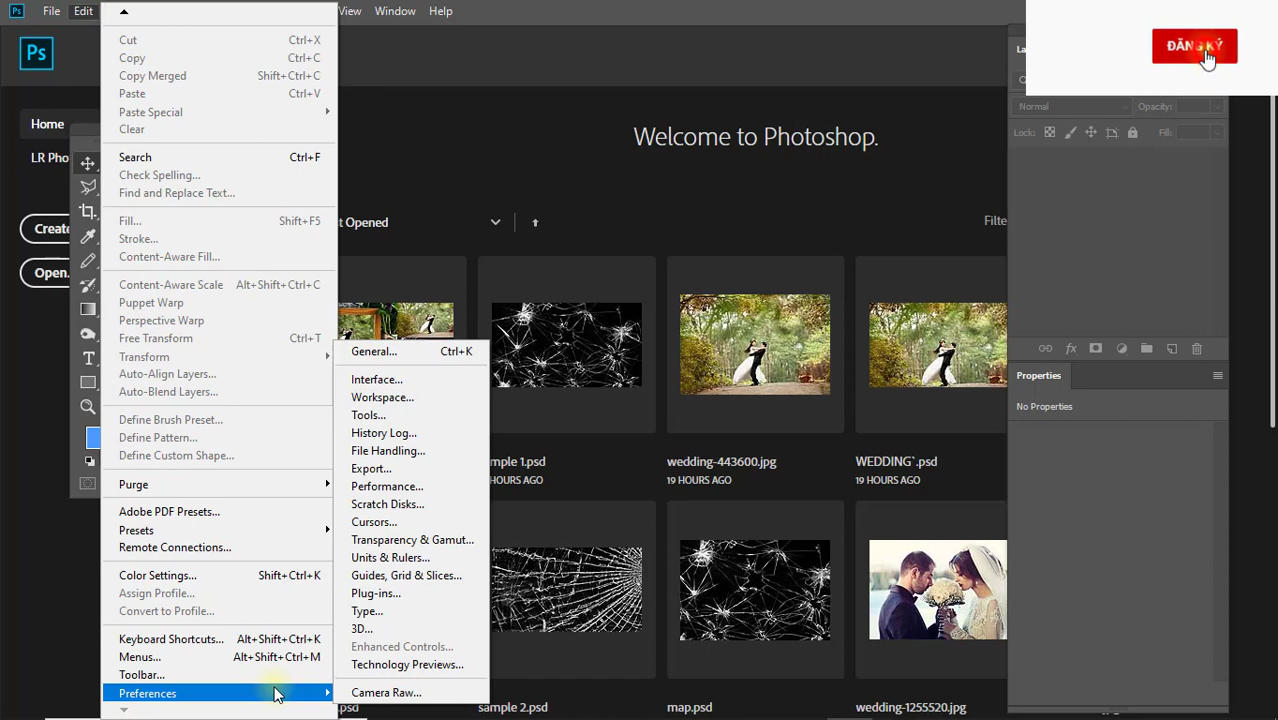 Ps File Edit View Window Help
ĐĂNG KÝ
Ps
Home
LR Pho
Create
Open.
Cut Ctrl+X
Copy Ctrl+C
Copy Merged Shift+Ctrl+C
Paste Ctrl+V
Paste Special
Clear
Search Ctrl+F
Check Spelling...
Find and Replace Text...
Fill... Shift+F5
Stroke...
Content-Aware Fill...
Content-Aware Scale Alt+Shift+Ctrl+C
Puppet Warp
Perspective Warp
Free Transform Ctrl+T
Transform
Auto-Align Layers...
Auto-Blend Layers...
Define Brush Preset...
Define Pattern...
Define Custom Shape...
Purge
Adobe PDF Presets...
Presets
Remote Connections...
Color Settings... Shift+Ctrl+K
Assign Profile...
Convert to Profile...
Keyboard Shortcuts... Alt+Shift+Ctrl+K
Menus... Alt+Shift+Ctrl+M
Toolbar...
Preferences
General... Ctrl+K
Interface...
Workspace...
Tools...
History Log...
File Handling...
Export...
Performance...
Scratch Disks...
Cursors...
Transparency & Gamut...
Units & Rulers...
Guides, Grid & Slices...
Plug-ins...
Type...
3D...
Enhanced Controls...
Technology Previews...
Camera Raw...
Welcome to Photoshop.
t Opened
Filte
mple 1.psd
wedding-443600.jpg
19 HOURS AGO
WEDDING`.psd
19 HOURS AGO
HOURS AGO
.psd
sample 2.psd
map.psd
wedding-1255520.jpg
La
Normal Opacity:
Lock: Fill:
Properties
No Properties